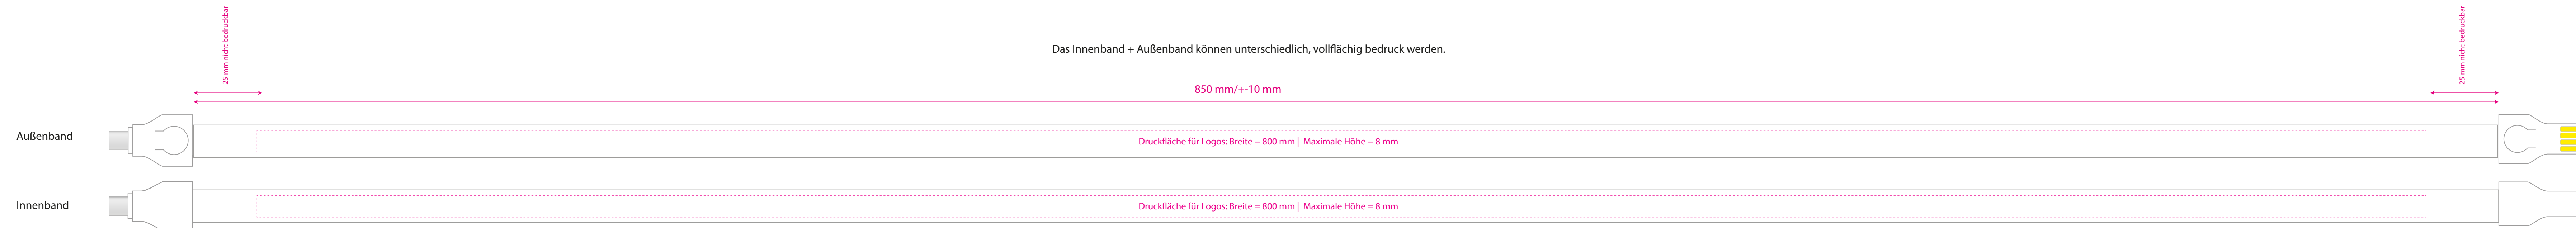 25 mm nicht bedruckbar
25 mm nicht bedruckbar
Das Innenband + Außenband können unterschiedlich, vollflächig bedruck werden.
850 mm/+-10 mm
Außenband
Druckfläche für Logos: Breite = 800 mm | Maximale Höhe = 8 mm
Innenband
Druckfläche für Logos: Breite = 800 mm | Maximale Höhe = 8 mm